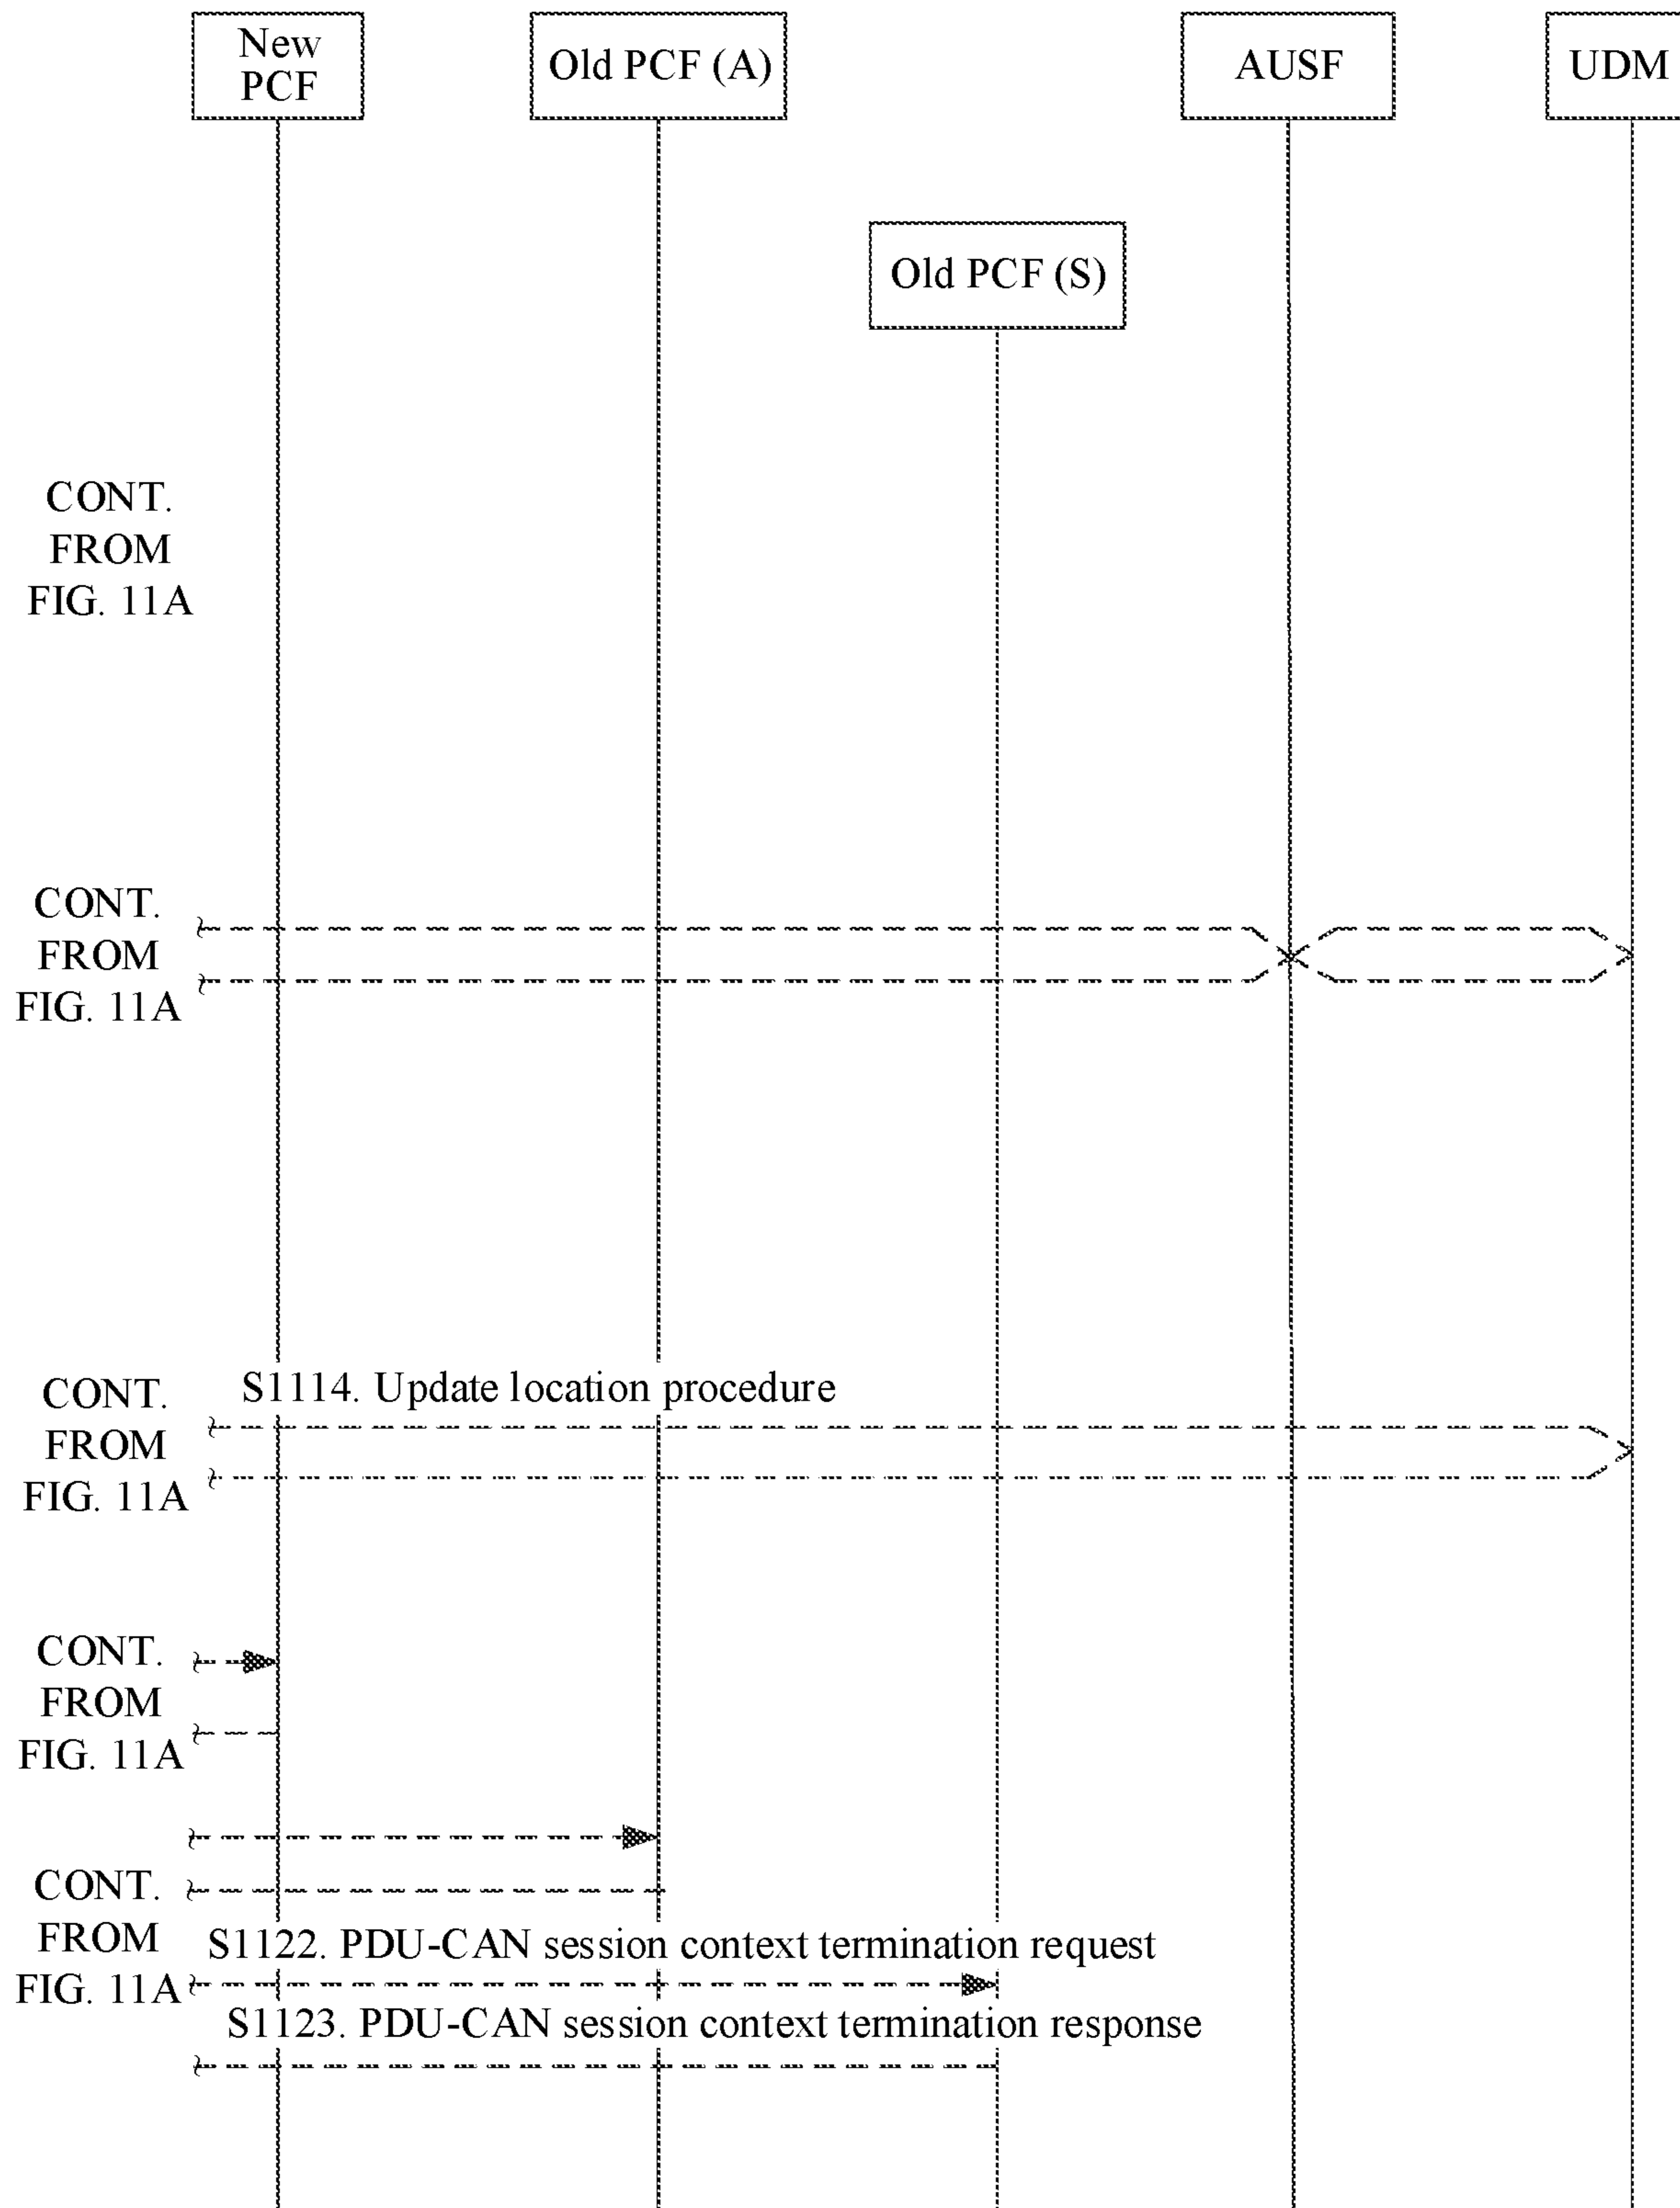 New
PCF
Old PCF (A)
AUSF
UDM
Old PCF (S)
CONT.
FROM
FIG. 11A
CONT.
FROM
FIG. 11A
S1114. Update location procedure
CONT.
FROM
FIG. 11A
CONT.
FROM
FIG. 11A
CONT.
FROM
FIG. 11A
S1122. PDU-CAN session context termination request
S1123. PDU-CAN session context termination response